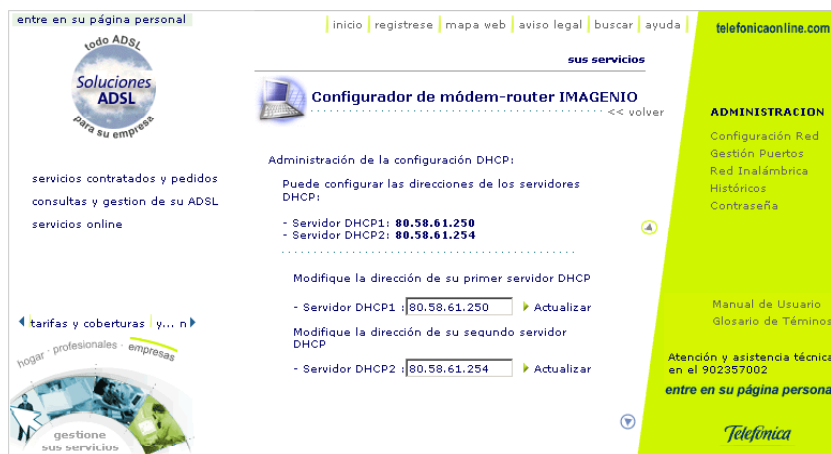 entre en su página personal
inicio registrese mapa web aviso legal buscar ayuda
telefonicaonline.com
todo ADSL
Soluciones
ADSL
para su empresa
sus servicios
Configurador de módem-router IMAGENIO
<< volver
servicios contratados y pedidos
consultas y gestion de su ADSL
servicios online
Administración de la configuración DHCP:
Puede configurar las direcciones de los servidores
DHCP:
- Servidor DHCP1: 80.58.61.250
- Servidor DHCP2: 80.58.61.254
Modifique la dirección de su primer servidor DHCP
- Servidor DHCP1 : 80.58.61.250 Actualizar
Modifique la dirección de su segundo servidor
DHCP
- Servidor DHCP2 : 80.58.61.254 Actualizar
tarifas y coberturas y... n
hogar · profesionales · empresas
gestione
sus servicios
ADMINISTRACION
Configuración Red
Gestión Puertos
Red Inalámbrica
Históricos
Contraseña
Manual de Usuario
Glosario de Téminos
Atención y asistencia técnica
en el 902357002
entre en su página persona
Telefónica